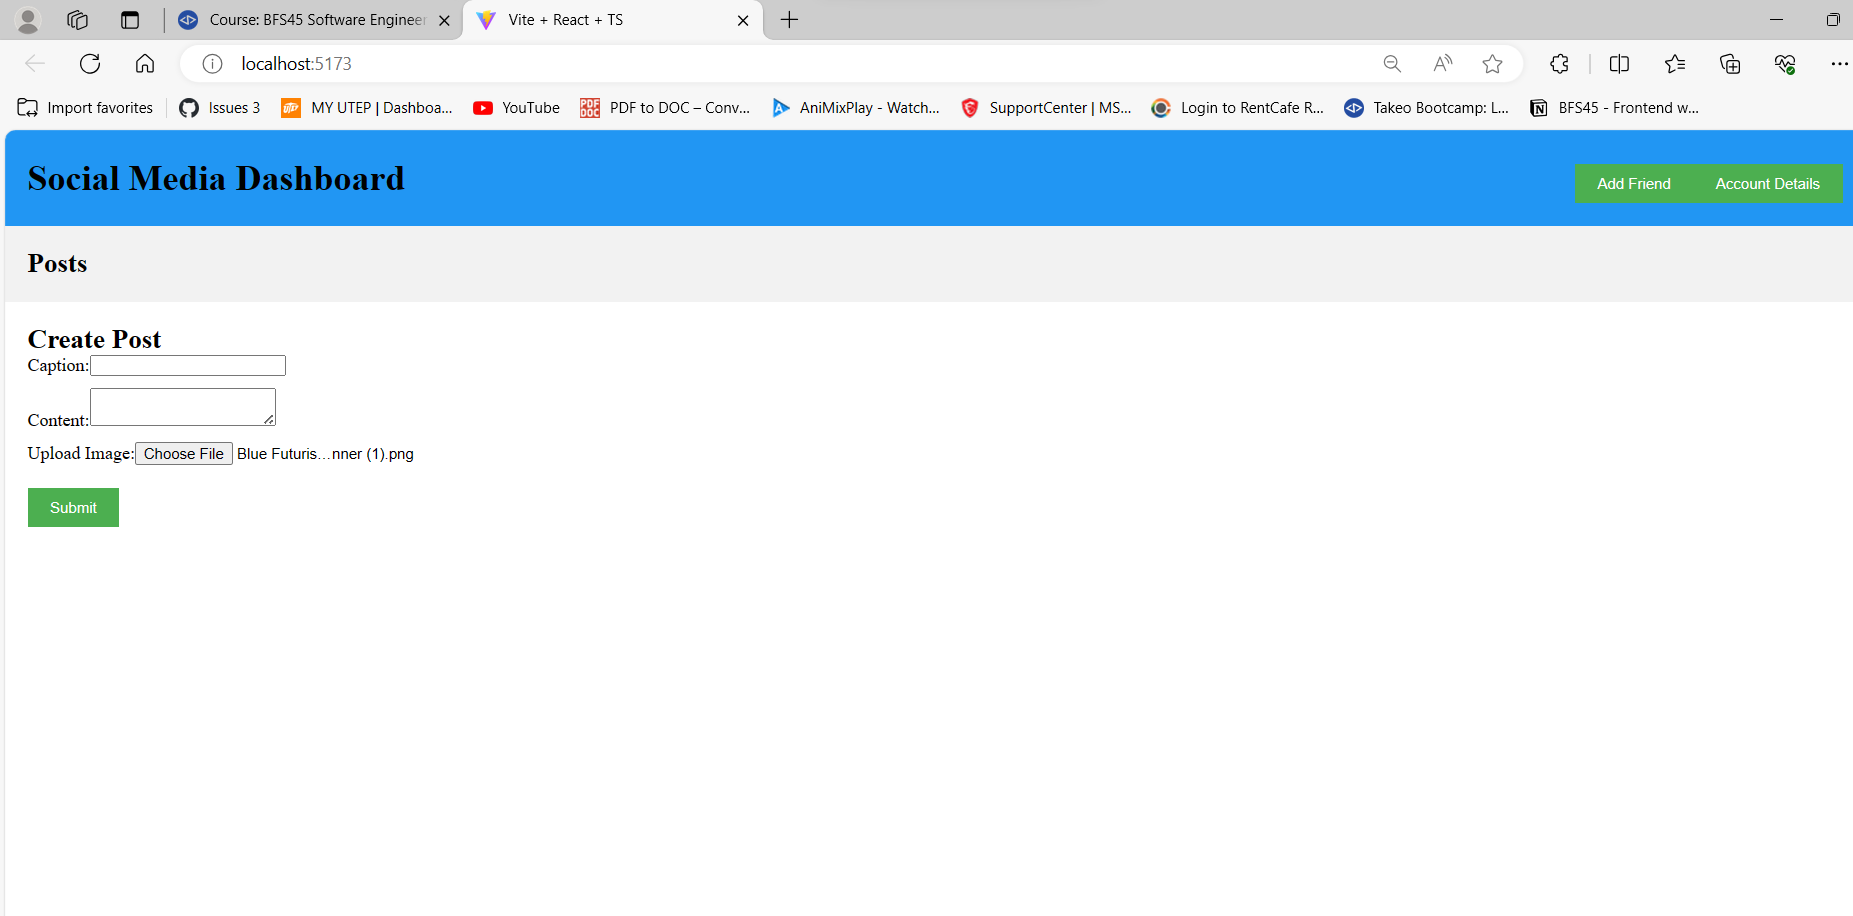 Course: BFS45 Software Engineer
Vite + React + TS
localhost:5173
Import favorites
Issues 3
MY UTEP | Dashboa...
YouTube
PDF to DOC – Conv...
AniMixPlay - Watch...
SupportCenter | MS...
Login to RentCafe R...
Takeo Bootcamp: L...
BFS45 - Frontend w...
Social Media Dashboard
Add Friend
Account Details
Posts
Create Post
Caption:
Content:
Upload Image: Choose File Blue Futuris...nner (1).png
Submit